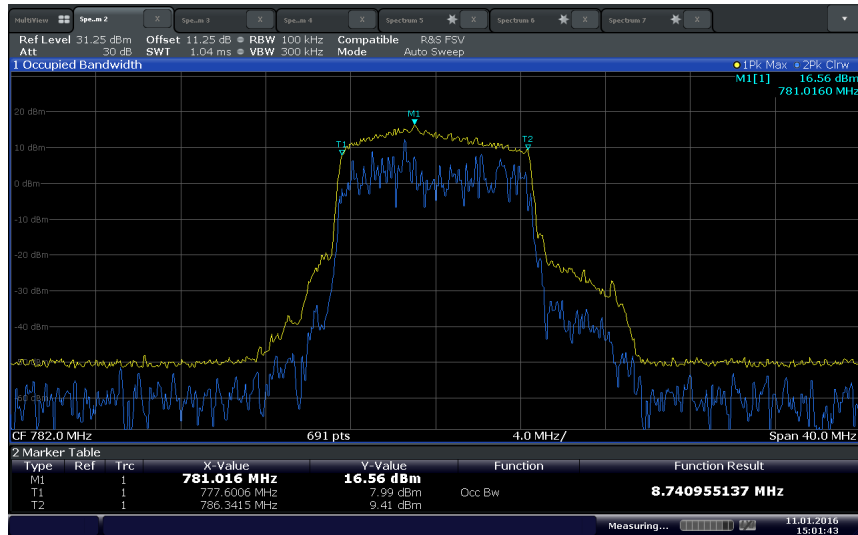 MultiView Spe..m 2 X Spe..m 3 X Spe..m 4 X Spectrum 5 X Spectrum 6 X Spectrum 7 X
Ref Level 31.25 dBm Offset 11.25 dB RBW 100 kHz Compatible R&S FSV
Att 30 dB SWT 1.04 ms VBW 300 kHz Mode Auto Sweep
1 Occupied Bandwidth 1Pk Max 2Pk Clrw
M1[1] 16.56 dBm
781.0160 MHz
20 dBm
M1
T1 T2
10 dBm
0 dBm
-10 dBm
-20 dBm
-30 dBm
-40 dBm
CF 782.0 MHz 691 pts 4.0 MHz/ Span 40.0 MHz
2 Marker Table
Type Ref Trc X-Value Y-Value Function Function Result
M1 1 781.016 MHz 16.56 dBm
T1 1 777.6006 MHz 7.99 dBm Occ Bw 8.740955137 MHz
T2 1 786.3415 MHz 9.41 dBm
Measuring... 11.01.2016
15:01:43